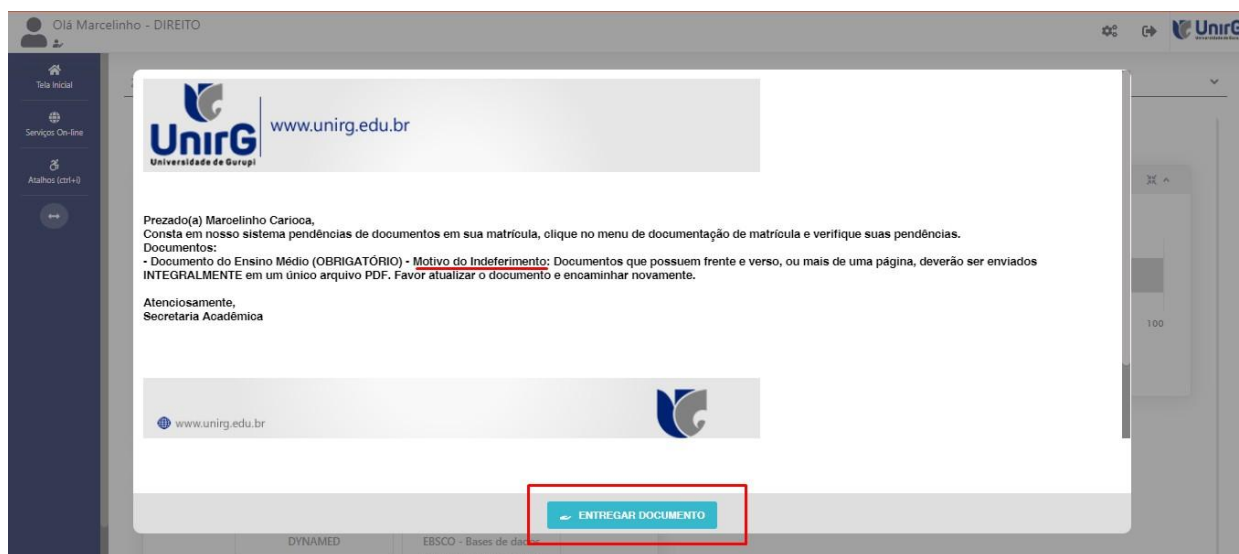 Olá Marcelinho - DIREITO
UnirG
Tela Inicial
Serviços On-line
Atalhos (ctrl+i)
UnirG
Universidade de Gurupi
www.unirg.edu.br
Prezado(a) Marcelinho Carioca,
Consta em nosso sistema pendências de documentos em sua matrícula, clique no menu de documentação de matrícula e verifique suas pendências.
Documentos:
- Documento do Ensino Médio (OBRIGATÓRIO) - Motivo do Indeferimento: Documentos que possuem frente e verso, ou mais de uma página, deverão ser enviados
INTEGRALMENTE em um único arquivo PDF. Favor atualizar o documento e encaminhar novamente.
Atenciosamente,
Secretaria Acadêmica
100
www.unirg.edu.br
ENTREGAR DOCUMENTO
DYNAMED
EBSCO - Bases de dados